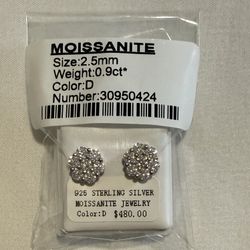 MOISSANITE
Size:2.5mm
Weight:0.9ct*
Color:D
Number:30950424
925 STERLING SILVER
MOISSANITE JEWELRY
Color:D $480.00